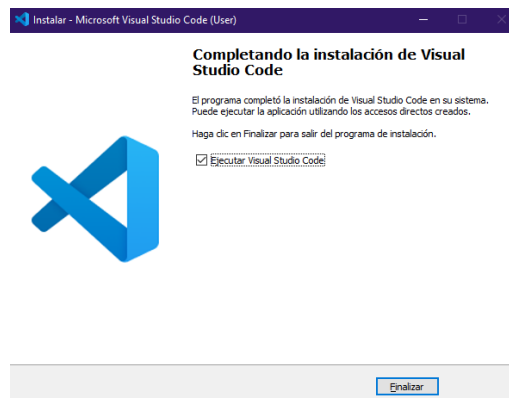 Instalar - Microsoft Visual Studio Code (User)
Completando la instalación de Visual
Studio Code
El programa completó la instalación de Visual Studio Code en su sistema.
Puede ejecutar la aplicación utilizando los accesos directos creados.
Haga clic en Finalizar para salir del programa de instalación.
Ejecutar Visual Studio Code
Finalizar